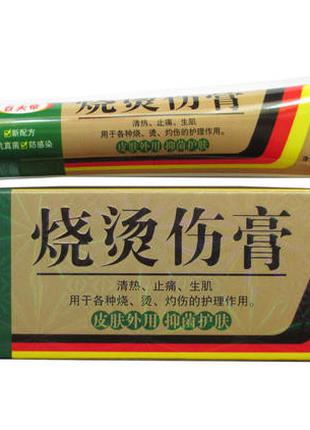 烧烫伤膏
新配方
抗真菌 防感染
清热、止痛、生肌
用于各种烧、烫、灼伤的护理作用。
皮肤外用 抑菌护肤
烧烫伤膏
清热、止痛、生肌
用于各种烧、烫、灼伤的护理作用。
皮肤外用 抑菌护肤